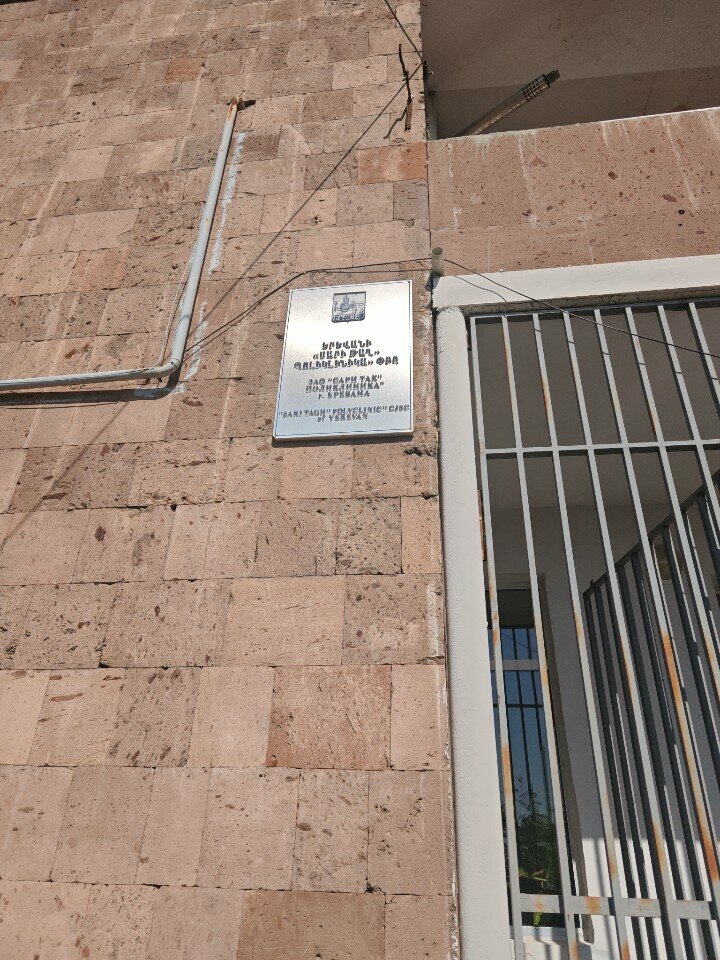 ԵՐԵՎԱՆԻ
«ՍԱՐԻ ԹԱՂ»
ՊՈԼԻԿԼԻՆԻԿԱ» ՓԲԸ
ЗАО "САРИ ТАХ"
ПОЛИКЛИНИКА"
г. ЕРЕВАНА
"SARI TAGH" POLYCLINIC" CJSC
of YEREVAN